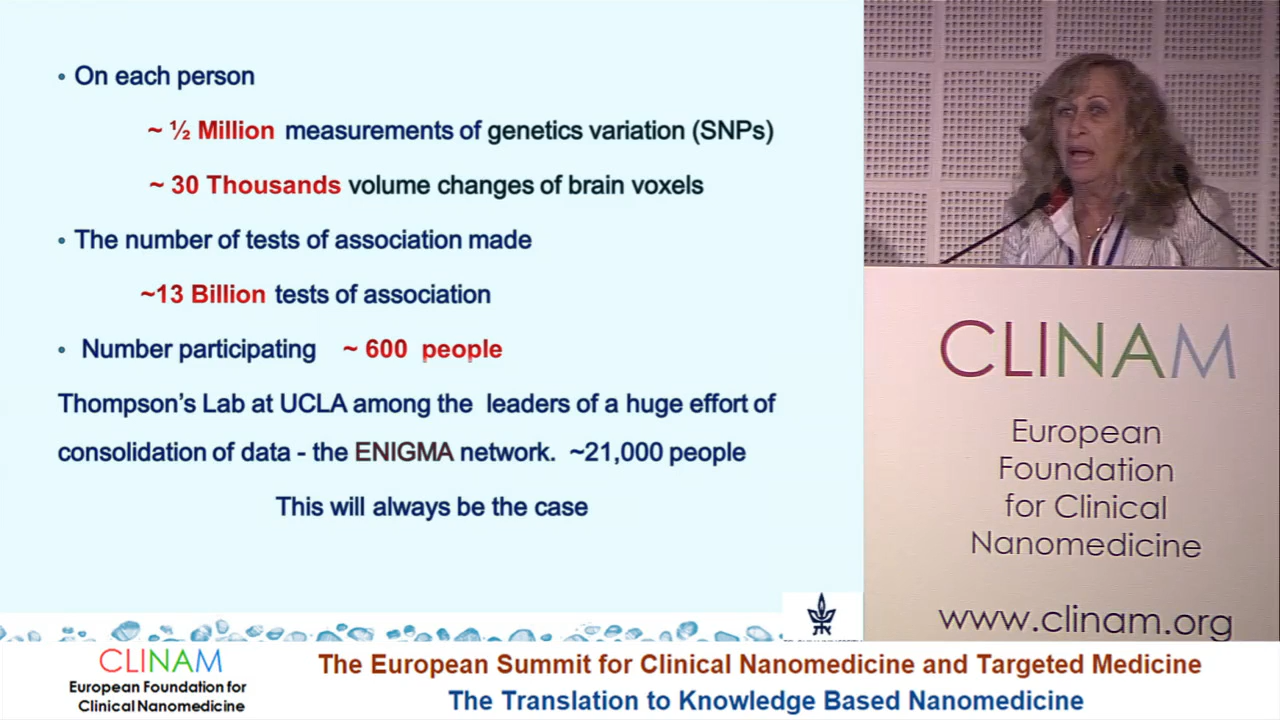 • On each person
~ ½ Million measurements of genetics variation (SNPs)
~ 30 Thousands volume changes of brain voxels
• The number of tests of association made
~13 Billion tests of association
• Number participating ~ 600 people
Thompson's Lab at UCLA among the leaders of a huge effort of
consolidation of data - the ENIGMA network. ~21,000 people
This will always be the case
CLINAM
European
Foundation
for Clinical
Nanomedicine
www.clinam.org
CLINAM
European Foundation for
Clinical Nanomedicine
The European Summit for Clinical Nanomedicine and Targeted Medicine
The Translation to Knowledge Based Nanomedicine